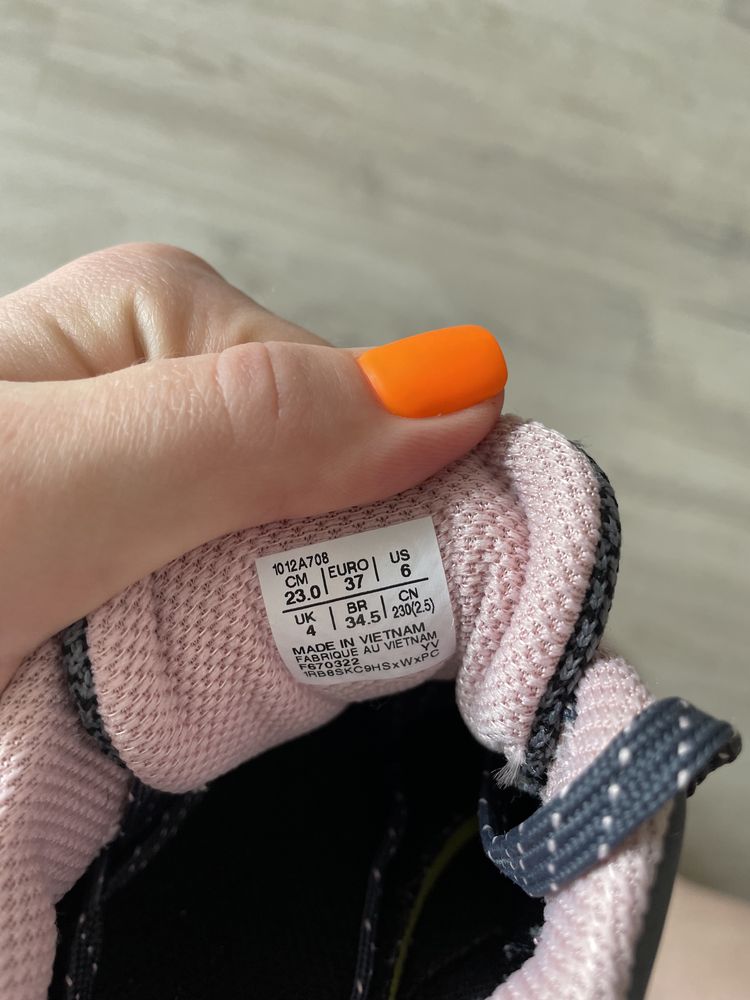 1012A708
CM EURO US
23.0 37 6
UK BR CN
4 34.5 230(2.5)
MADE IN VIETNAM
FABRIQUE AU VIETNAM
F670322 YV
1RB8SKC9HSxWxPC